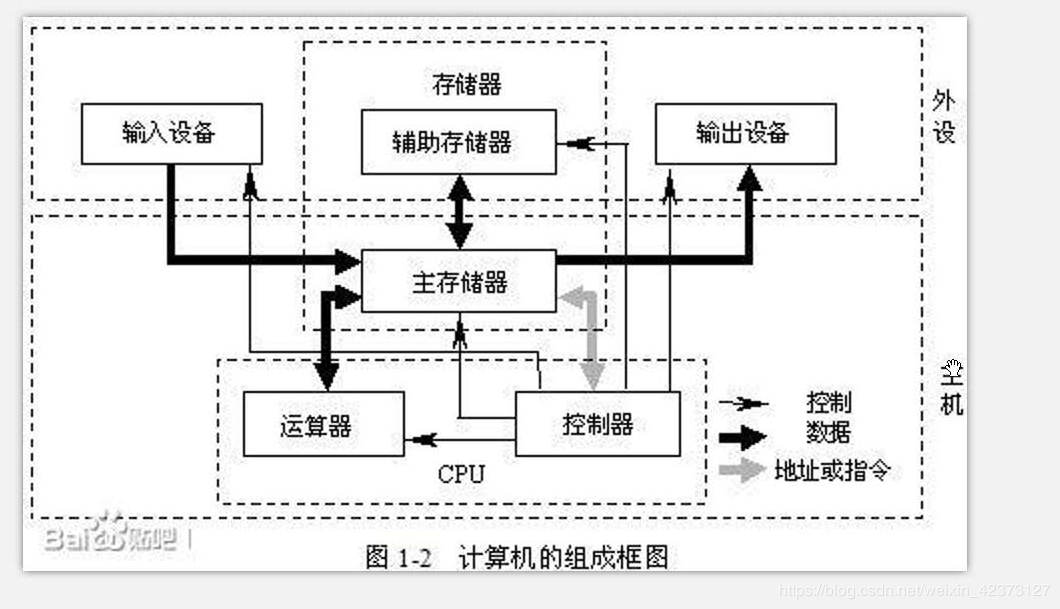 存储器
外设
输入设备
辅助存储器
输出设备
主存储器
主机
运算器
控制器
控制
数据
地址或指令
CPU
Bai 贴吧
图 1-2 计算机的组成框图
https://blog.csdn.net/weixin_42373127